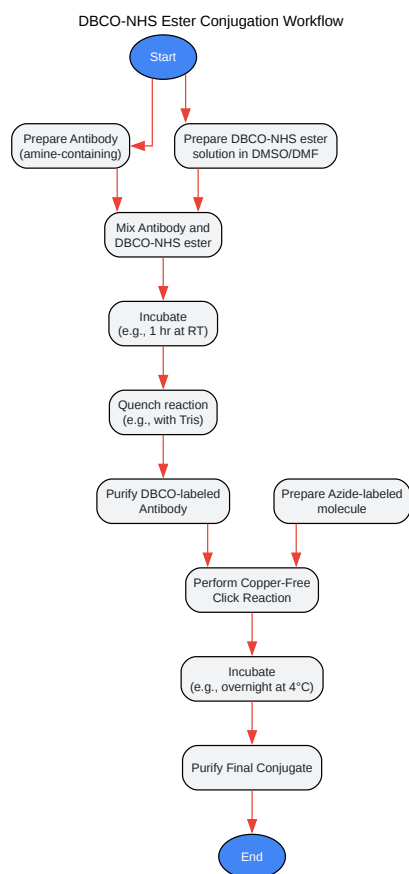 DBCO-NHS Ester Conjugation Workflow
Start
Prepare Antibody
(amine-containing)
Prepare DBCO-NHS ester
solution in DMSO/DMF
Mix Antibody and
DBCO-NHS ester
Incubate
(e.g., 1 hr at RT)
Quench reaction
(e.g., with Tris)
Purify DBCO-labeled
Antibody
Prepare Azide-labeled
molecule
Perform Copper-Free
Click Reaction
Incubate
(e.g., overnight at 4°C)
Purify Final Conjugate
End